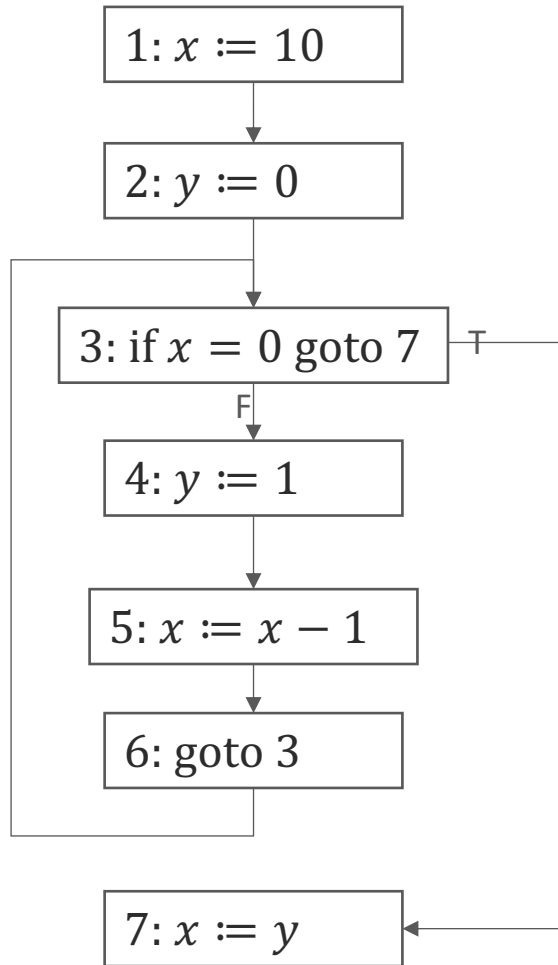 1: x := 10
2: y := 0
3: if x = 0 goto 7
T
F
4: y := 1
5: x := x − 1
6: goto 3
7: x := y